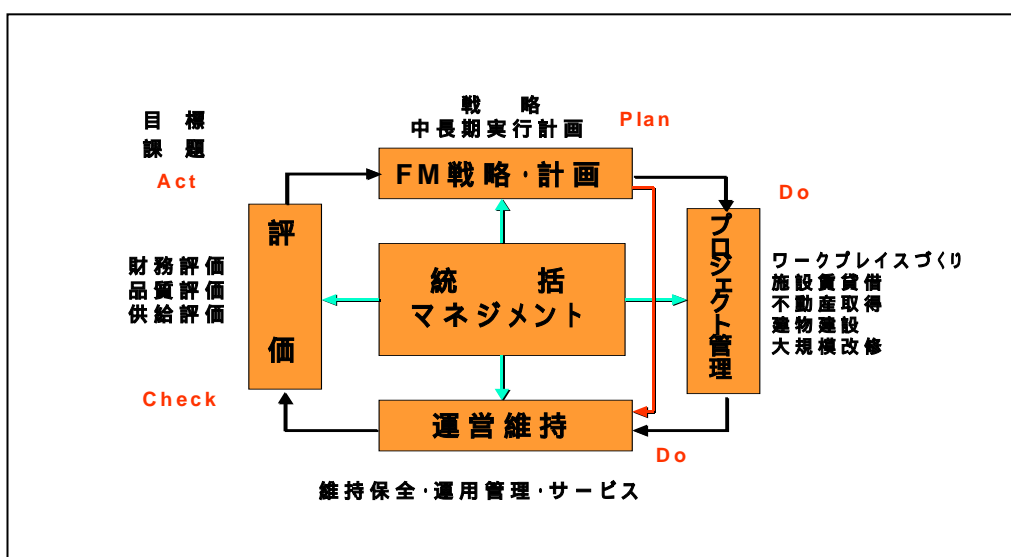 目標
課題
Act
戦略
中長期実行計画
Plan
FM戦略・計画
Do
プロジェクト管理
ワークプレイスづくり
施設賃貸借
不動産取得
建物建設
大規模改修
評価
財務評価
品質評価
供給評価
統括
マネジメント
Check
運営維持
Do
維持保全・運用管理・サービス